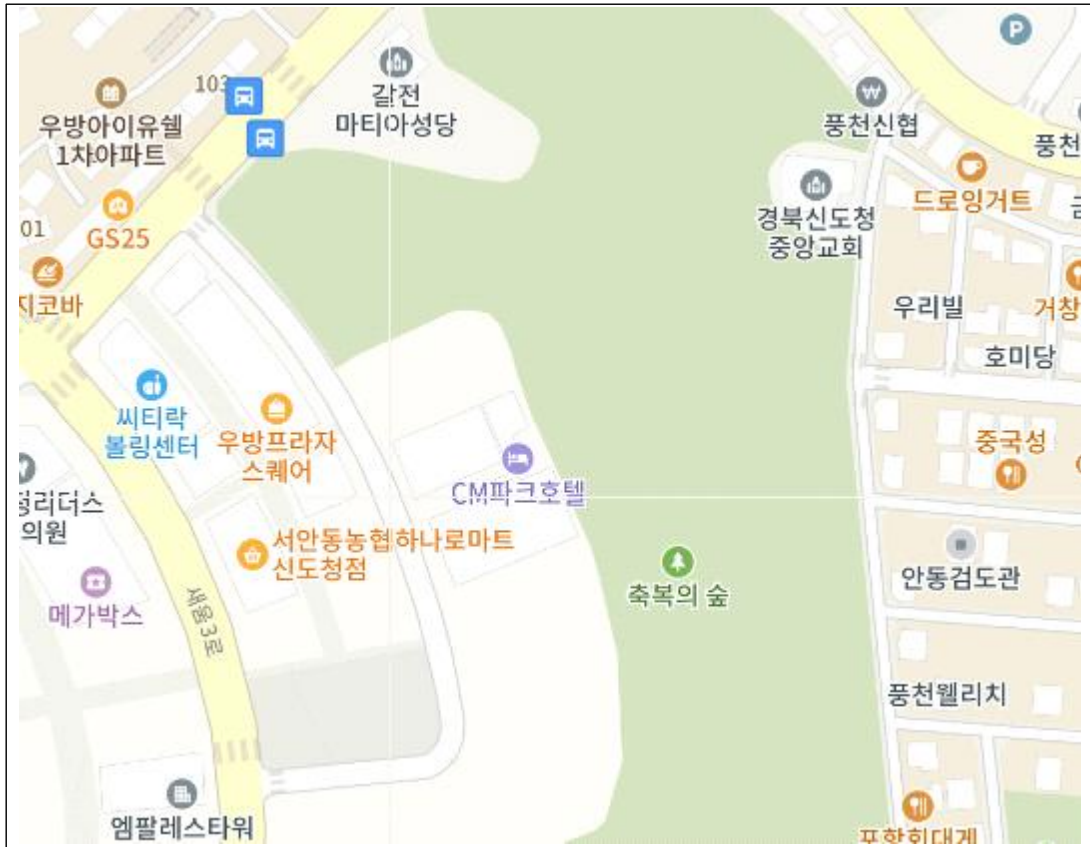 103
갈전
마티아성당
우방아이유쉘
1차아파트
P
풍천신협
풍천
경북신도청
중앙교회
드로잉거트
01
GS25
지코바
우리빌
거창
호미당
씨티락
볼링센터
우방프라자
스퀘어
중국성
CM파크호텔
의원
서안동농협하나로마트
신도청점
안동검도관
축복의 숲
메가박스
새움3로
풍천웰리치
엠팔레스타워
포항회대게